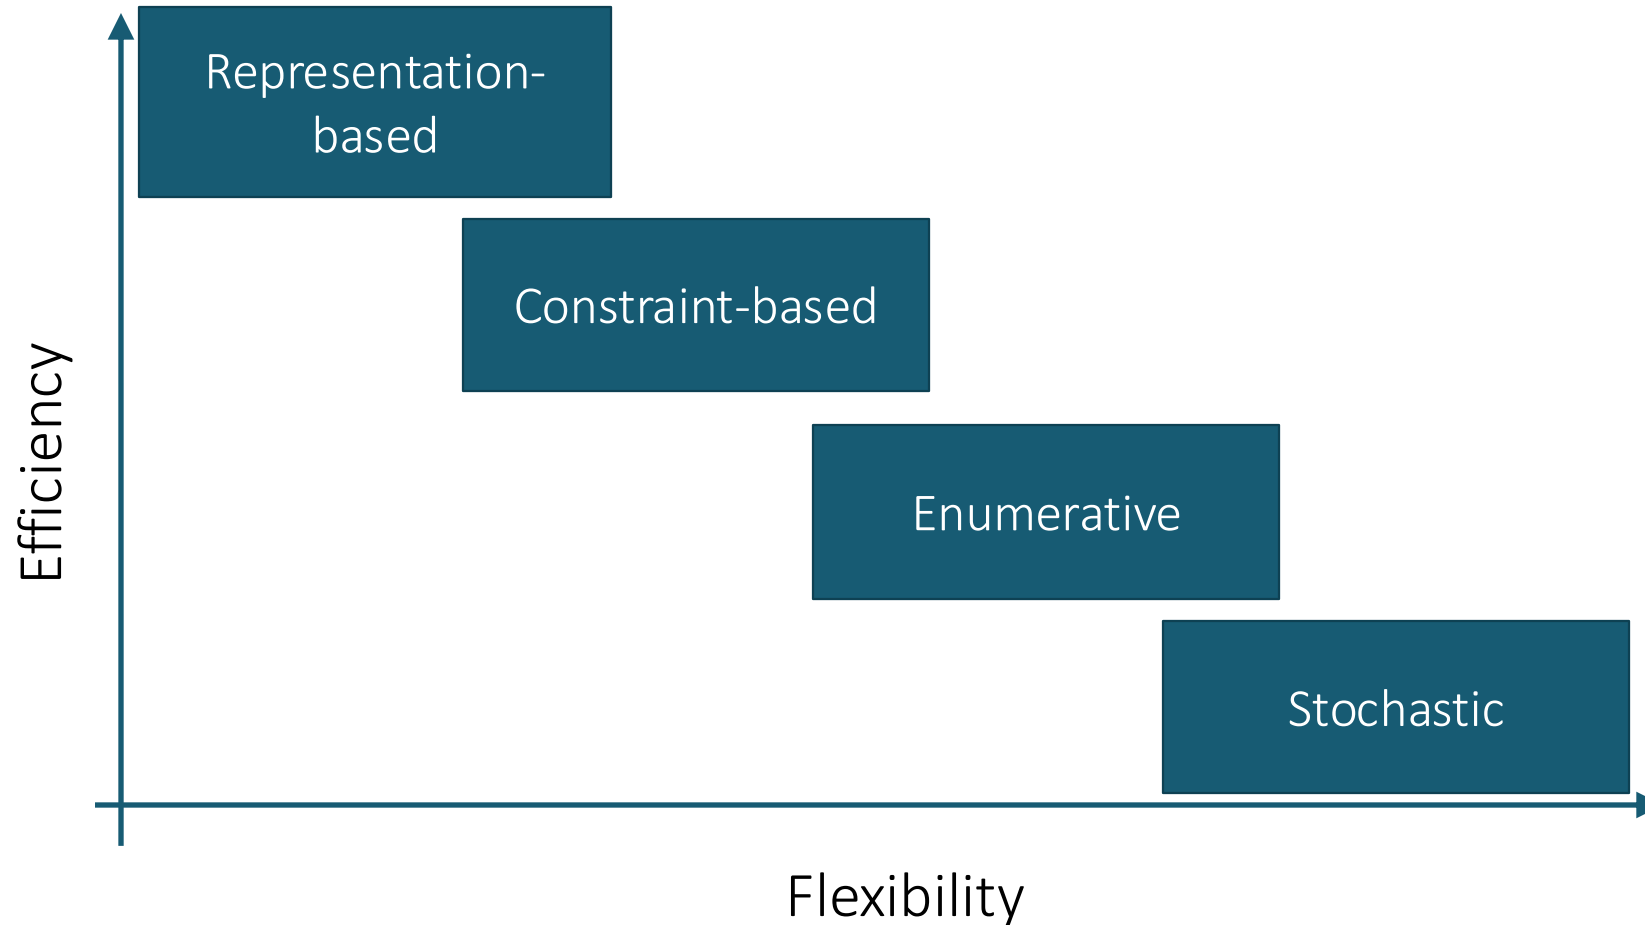 Representation-
based
Constraint-based
Enumerative
Stochastic
Efficiency
Flexibility